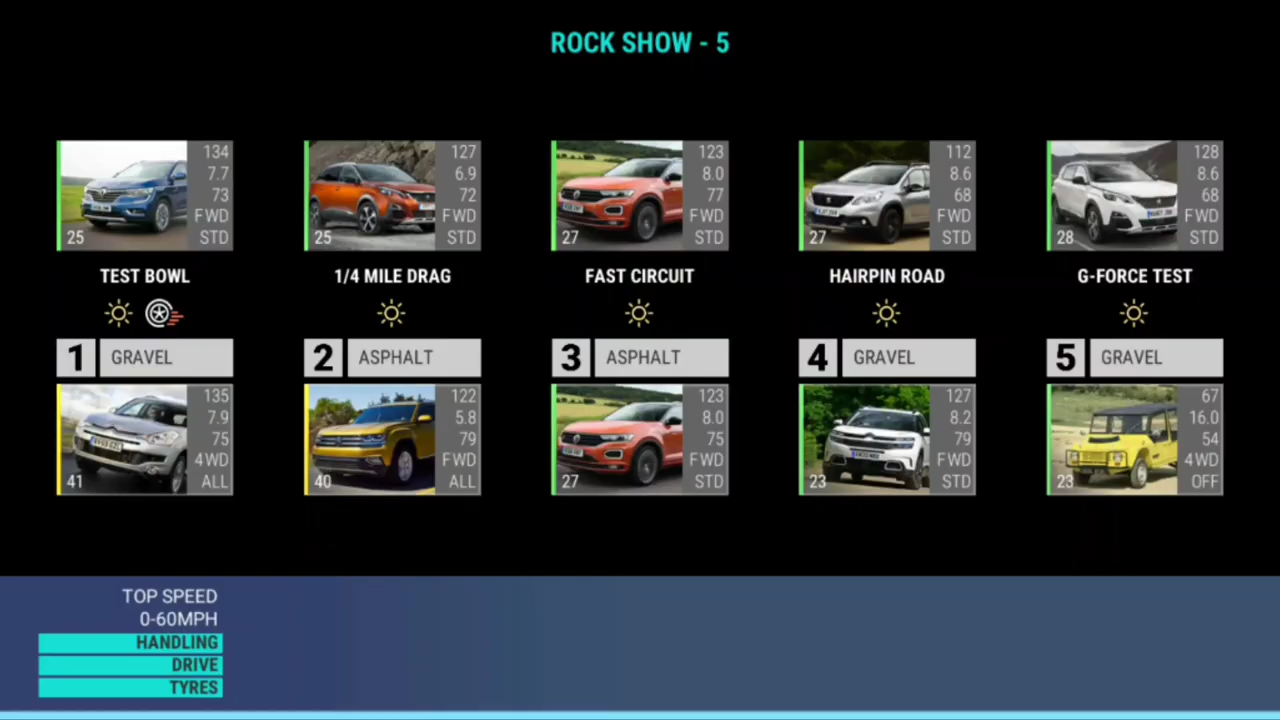 ROCK SHOW - 5
134
7.7
73
FWD
25 STD
127
6.9
72
FWD
25 STD
123
8.0
77
FWD
27 STD
112
8.6
68
FWD
27 STD
128
8.6
68
FWD
28 STD
TEST BOWL
1/4 MILE DRAG
FAST CIRCUIT
HAIRPIN ROAD
G-FORCE TEST
1 GRAVEL
2 ASPHALT
3 ASPHALT
4 GRAVEL
5 GRAVEL
135
7.9
75
4WD
41 ALL
122
5.8
79
FWD
40 ALL
123
8.0
75
FWD
27 STD
127
8.2
79
FWD
23 STD
67
16.0
54
4WD
23 OFF
TOP SPEED
0-60MPH
HANDLING
DRIVE
TYRES